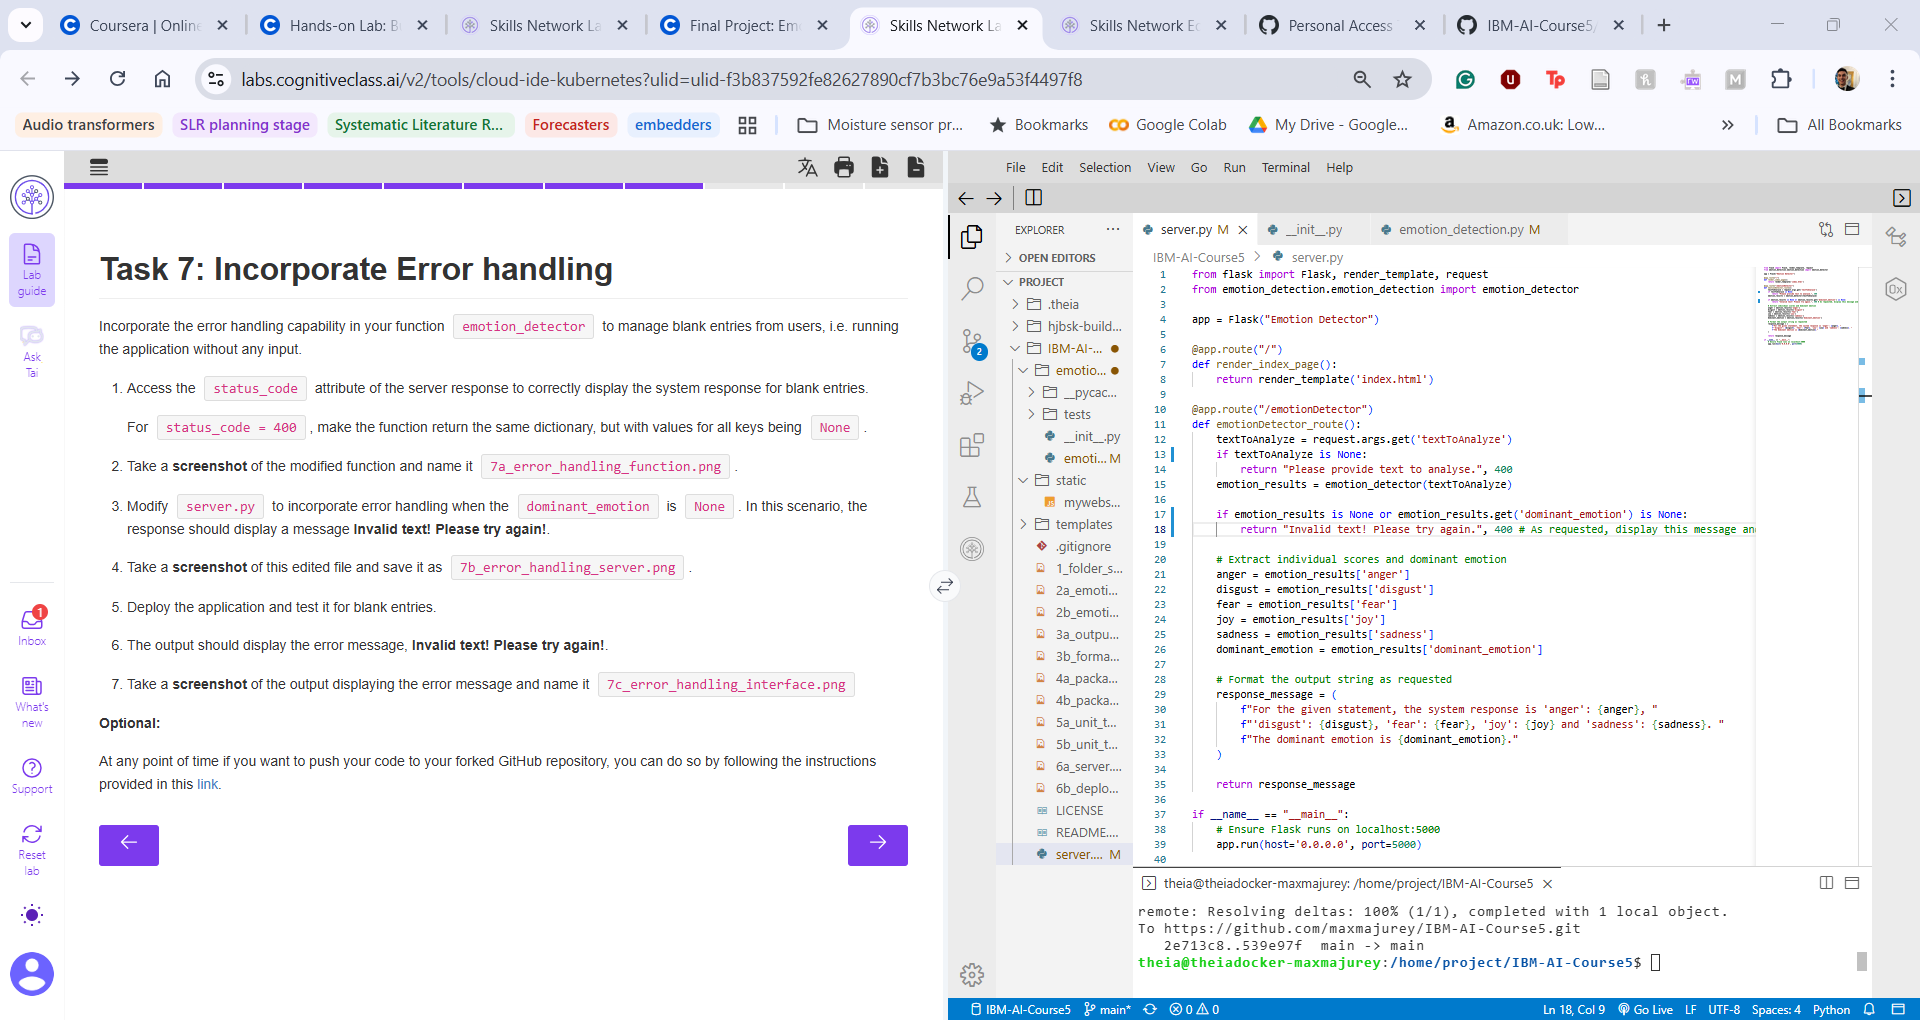 Coursera | Online
Hands-on Lab: B
Skills Network La
Final Project: Em
Skills Network La
Skills Network Ec
Personal Access
IBM-AI-Course5
labs.cognitiveclass.ai/v2/tools/cloud-ide-kubernetes?ulid=ulid-f3b837592fe82627890cf7b3bc76e9a53f4497f8
Audio transformers
SLR planning stage
Systematic Literature R...
Forecasters
embedders
Moisture sensor pr...
Bookmarks
Google Colab
My Drive - Google...
Amazon.co.uk: Low...
All Bookmarks
Lab guide
Ask Tai
1
Inbox
What's new
Support
Reset lab
Task 7: Incorporate Error handling
Incorporate the error handling capability in your function emotion_detector to manage blank entries from users, i.e. running
the application without any input.
1. Access the status_code attribute of the server response to correctly display the system response for blank entries.
For status_code = 400 , make the function return the same dictionary, but with values for all keys being None .
2. Take a screenshot of the modified function and name it 7a_error_handling_function.png .
3. Modify server.py to incorporate error handling when the dominant_emotion is None . In this scenario, the
response should display a message Invalid text! Please try again!.
4. Take a screenshot of this edited file and save it as 7b_error_handling_server.png .
5. Deploy the application and test it for blank entries.
6. The output should display the error message, Invalid text! Please try again!.
7. Take a screenshot of the output displaying the error message and name it 7c_error_handling_interface.png
Optional:
At any point of time if you want to push your code to your forked GitHub repository, you can do so by following the instructions
provided in this link.
File Edit Selection View Go Run Terminal Help
EXPLORER ...
OPEN EDITORS
PROJECT
.theia
hjbsk-build...
IBM-AI-...
emotio...
__pycac...
tests
__init__.py
emoti... M
static
mywebs...
templates
.gitignore
1_folder_s...
2a_emoti...
2b_emoti...
3a_outpu...
3b_forma...
4a_packa...
4b_packa...
5a_unit_t...
5b_unit_t...
6a_server....
6b_deplo...
LICENSE
README....
server.... M
2
server.py M
__init__.py
emotion_detection.py M
IBM-AI-Course5 > server.py
1 from flask import Flask, render_template, request
2 from emotion_detection.emotion_detection import emotion_detector
3
4 app = Flask("Emotion Detector")
5
6 @app.route("/")
7 def render_index_page():
8 return render_template('index.html')
9
10 @app.route("/emotionDetector")
11 def emotionDetector_route():
12 textToAnalyze = request.args.get('textToAnalyze')
13 if textToAnalyze is None:
14 return "Please provide text to analyse.", 400
15 emotion_results = emotion_detector(textToAnalyze)
16
17 if emotion_results is None or emotion_results.get('dominant_emotion') is None:
18 return "Invalid text! Please try again.", 400 # As requested, display this message an
19
20 # Extract individual scores and dominant emotion
21 anger = emotion_results['anger']
22 disgust = emotion_results['disgust']
23 fear = emotion_results['fear']
24 joy = emotion_results['joy']
25 sadness = emotion_results['sadness']
26 dominant_emotion = emotion_results['dominant_emotion']
27
28 # Format the output string as requested
29 response_message = (
30 f"For the given statement, the system response is 'anger': {anger}, "
31 f"'disgust': {disgust}, 'fear': {fear}, 'joy': {joy} and 'sadness': {sadness}. "
32 f"The dominant emotion is {dominant_emotion}."
33 )
34
35 return response_message
36
37 if __name__ == "__main__":
38 # Ensure Flask runs on localhost:5000
39 app.run(host='0.0.0.0', port=5000)
40
theia@theiadocker-maxmajurey: /home/project/IBM-AI-Course5
remote: Resolving deltas: 100% (1/1), completed with 1 local object.
To https://github.com/maxmajurey/IBM-AI-Course5.git
2e713c8..539e97f main -> main
theia@theiadocker-maxmajurey:/home/project/IBM-AI-Course5$
IBM-AI-Course5 main* 0 0 Ln 18, Col 9 Go Live LF UTF-8 Spaces: 4 Python